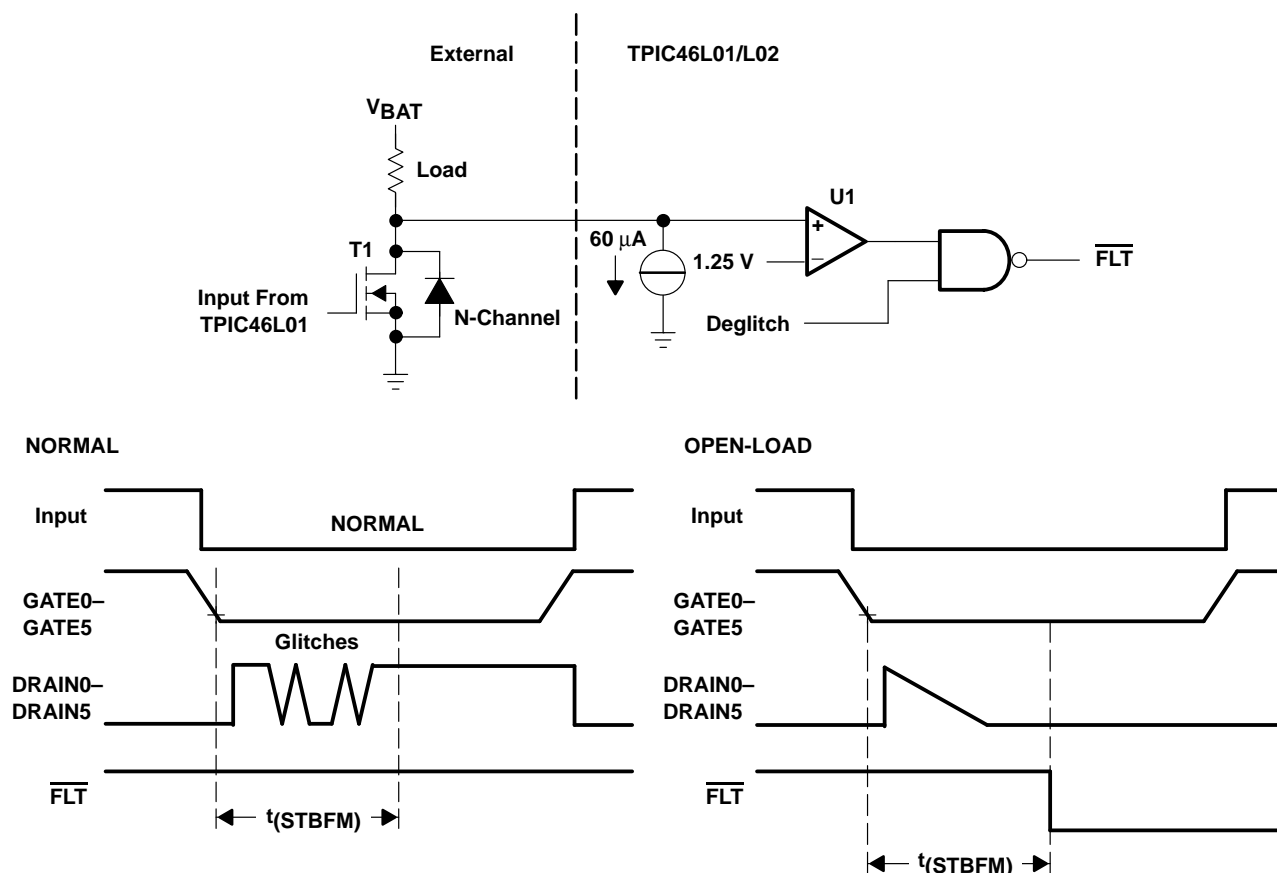 External
TPIC46L01/L02
VBAT
Load
U1
T1
60 μA
+
1.25 V
–
FLT
Input From
TPIC46L01
N-Channel
Deglitch
NORMAL
OPEN-LOAD
Input
NORMAL
Input
GATE0–
GATE5
GATE0–
GATE5
Glitches
DRAIN0–
DRAIN5
DRAIN0–
DRAIN5
FLT
FLT
t(STBFM)
t(STBFM)